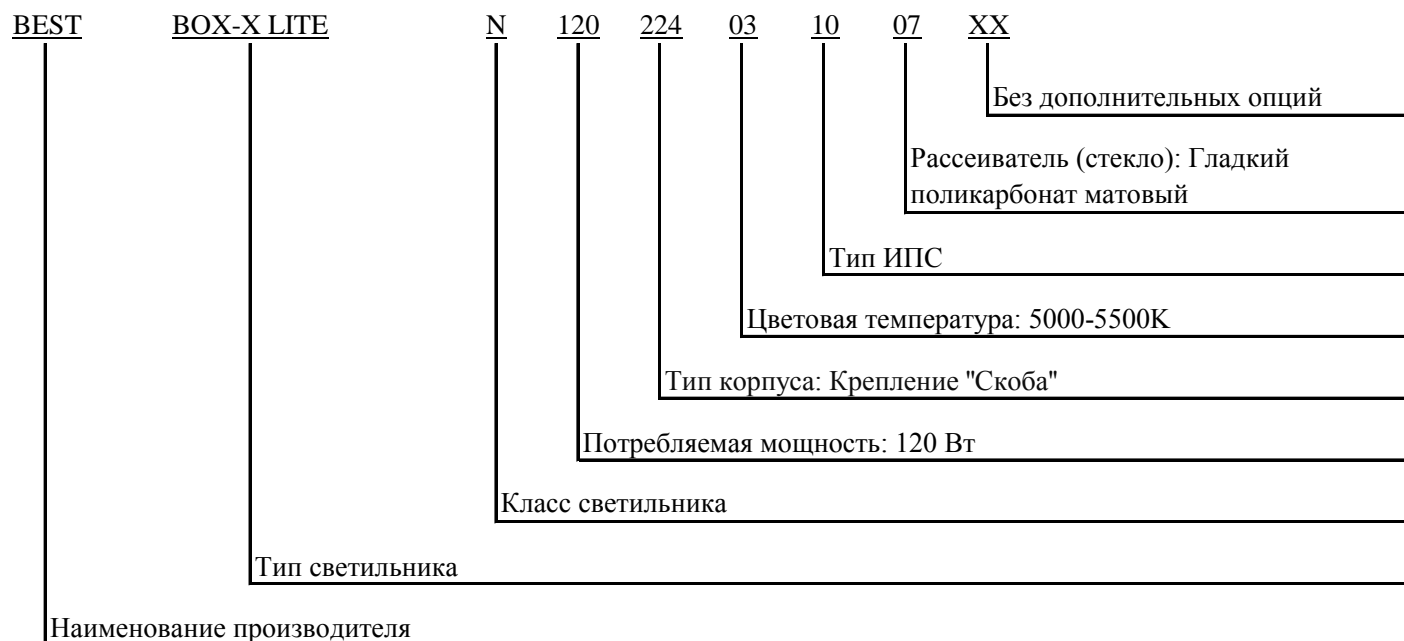 BEST BOX-X LITE N 120 224 03 10 07 XX
Без дополнительных опций
Рассеиватель (стекло): Гладкий
поликарбонат матовый
Тип ИПС
Цветовая температура: 5000-5500K
Тип корпуса: Крепление "Скоба"
Потребляемая мощность: 120 Вт
Класс светильника
Тип светильника
Наименование производителя